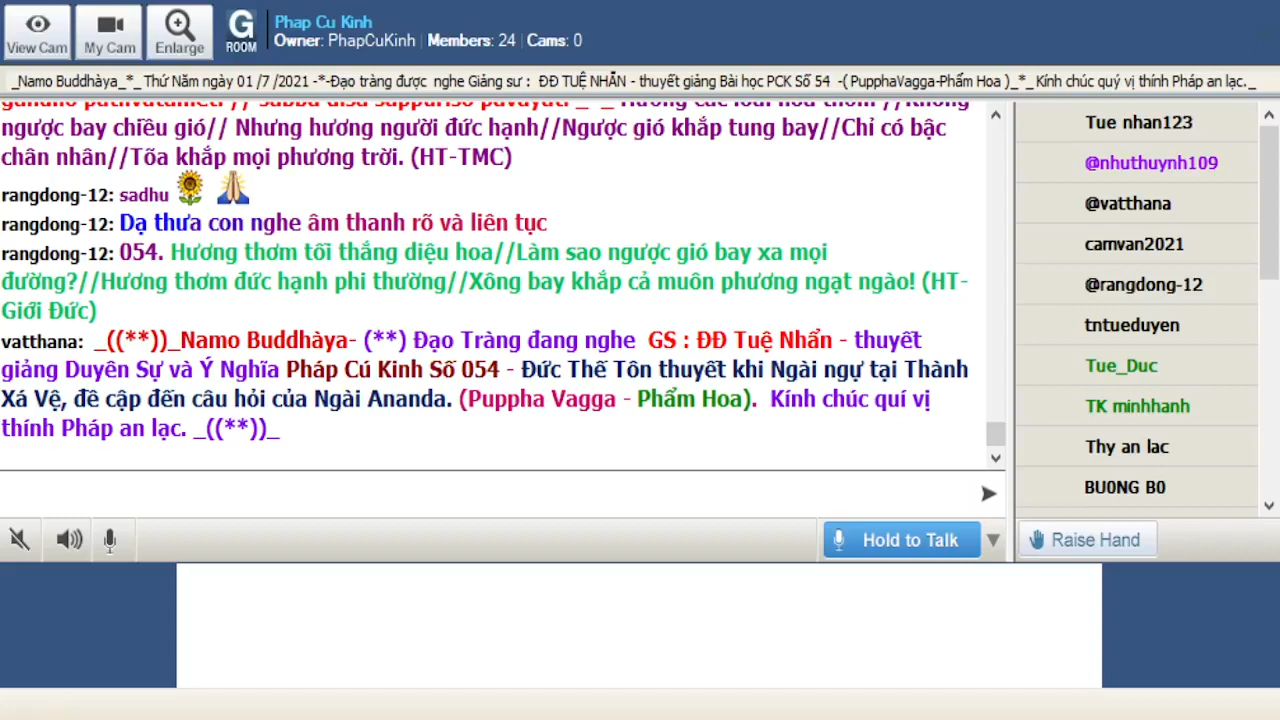 View Cam
My Cam
Enlarge
G
ROOM
Phap Cu Kinh
Owner: PhapCuKinh | Members: 24 | Cams: 0
_Namo Buddhàya_*_ Thứ Năm ngày 01 /7 /2021 -*-Đạo tràng được nghe Giảng sư : ĐĐ TUỆ NHẪN - thuyết giảng Bài học PCK Số 54 -( PupphaVagga-Phẩm Hoa )_*_ Kính chúc quý vị thính Pháp an lạc._
ngược bay chiều gió// Nhưng hương người đức hạnh//Ngược gió khắp tung bay//Chỉ có bậc
chân nhân//Tõa khắp mọi phương trời. (HT-TMC)
rangdong-12: sadhu
rangdong-12: Dạ thưa con nghe âm thanh rõ và liên tục
rangdong-12: 054. Hương thơm tối thắng diệu hoa//Làm sao ngược gió bay xa mọi
đường?//Hương thơm đức hạnh phi thường//Xông bay khắp cả muôn phương ngạt ngào! (HT-
Giới Đức)
vatthana: _((**))_Namo Buddhàya- (**) Đạo Tràng đang nghe GS : ĐĐ Tuệ Nhẩn - thuyết
giảng Duyên Sự và Ý Nghĩa Pháp Cú Kinh Số 054 - Đức Thế Tôn thuyết khi Ngài ngự tại Thành
Xá Vệ, đề cập đến câu hỏi của Ngài Ananda. (Puppha Vagga - Phẩm Hoa). Kính chúc quí vị
thính Pháp an lạc. _((**))_
Tue nhan123
@nhuthuynh109
@vatthana
camvan2021
@rangdong-12
tntueduyen
Tue_Duc
TK minhhanh
Thy an lac
BU0NG B0
Hold to Talk
Raise Hand